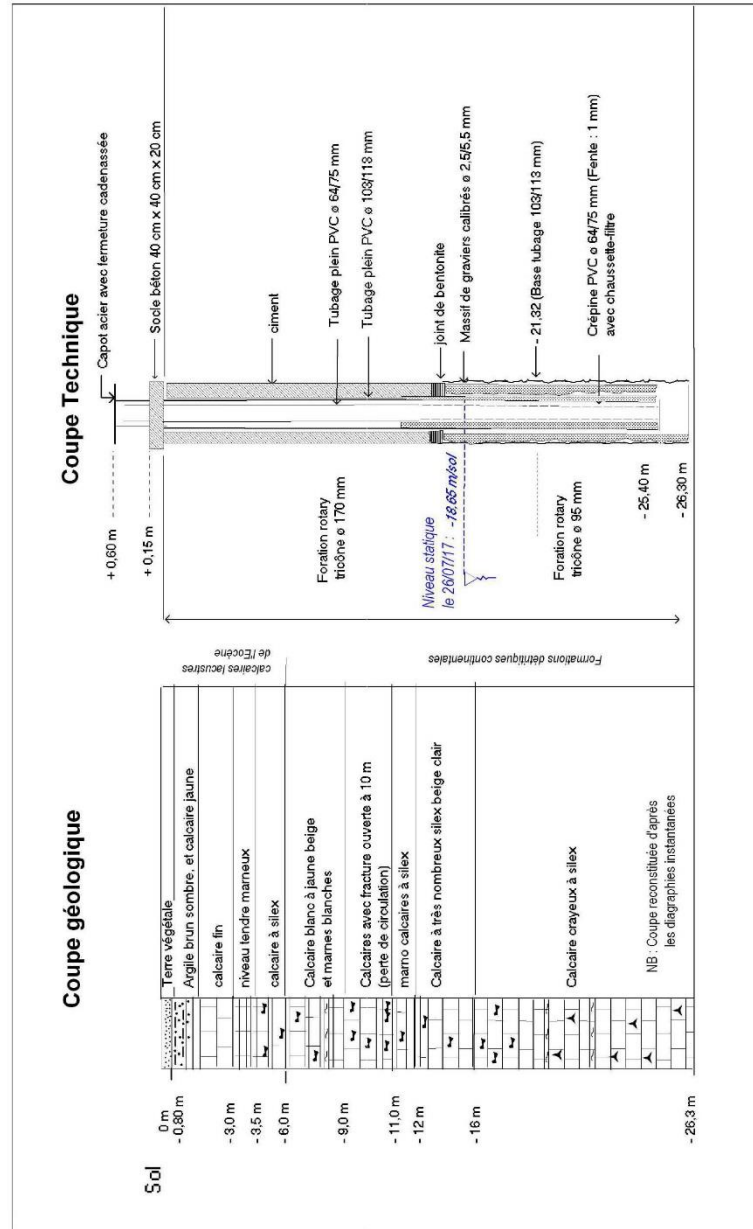 Coupe géologique
Sol
0 m
- 0,80 m
- 3,0 m
- 3,5 m
- 6,0 m
- 9,0 m
- 11,0 m
- 12 m
- 16 m
- 26,3 m
Terre végétale
Argile brun sombre, et calcaire jaune
calcaire fin
niveau tendre marneux
calcaire à silex
Calcaire blanc à jaune beige
et marnes blanches
Calcaires avec fracture ouverte à 10 m
(perte de circulation)
marno calcaires à silex
Calcaire à très nombreux silex beige clair
Calcaire crayeux à silex
NB : Coupe reconstituée d'après
les diagraphies instantanées
calcaires lacustres
de l'Eocène
Formations détritiques continentales
Coupe Technique
+ 0,60 m
+ 0,15 m
Foration rotary
tricône ø 170 mm
Niveau statique
le 26/07/17 : -18,65 m/sol
Foration rotary
tricône ø 95 mm
- 25,40 m
- 26,30 m
Capot acier avec fermeture cadenassée
Socle béton 40 cm x 40 cm x 20 cm
ciment
Tubage plein PVC ø 64/75 mm
Tubage plein PVC ø 103/113 mm
joint de bentonite
Massif de graviers calibrés ø 2,5/5,5 mm
- 21,32 (Base tubage 103/113 mm)
Crépine PVC ø 64/75 mm (Fente : 1 mm)
avec chaussette-filtre